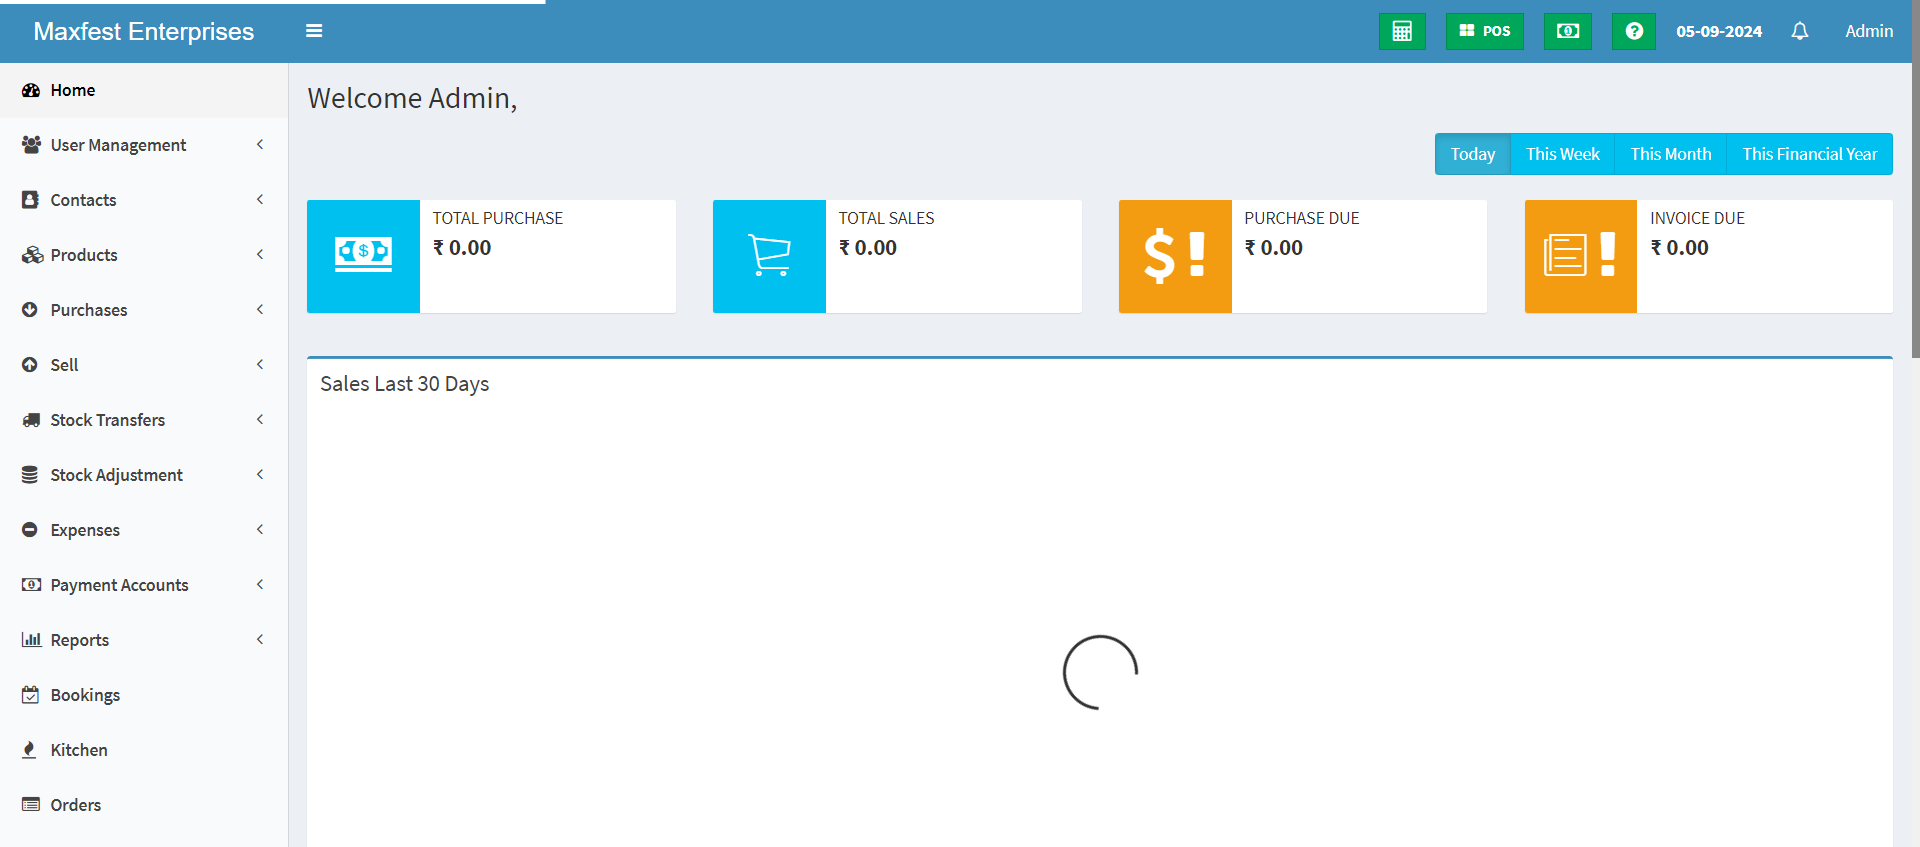 Maxfest Enterprises
POS
05-09-2024
Admin
Home
User Management
Contacts
Products
Purchases
Sell
Stock Transfers
Stock Adjustment
Expenses
Payment Accounts
Reports
Bookings
Kitchen
Orders
Welcome Admin,
Today This Week This Month This Financial Year
TOTAL PURCHASE
₹ 0.00
TOTAL SALES
₹ 0.00
PURCHASE DUE
₹ 0.00
INVOICE DUE
₹ 0.00
Sales Last 30 Days